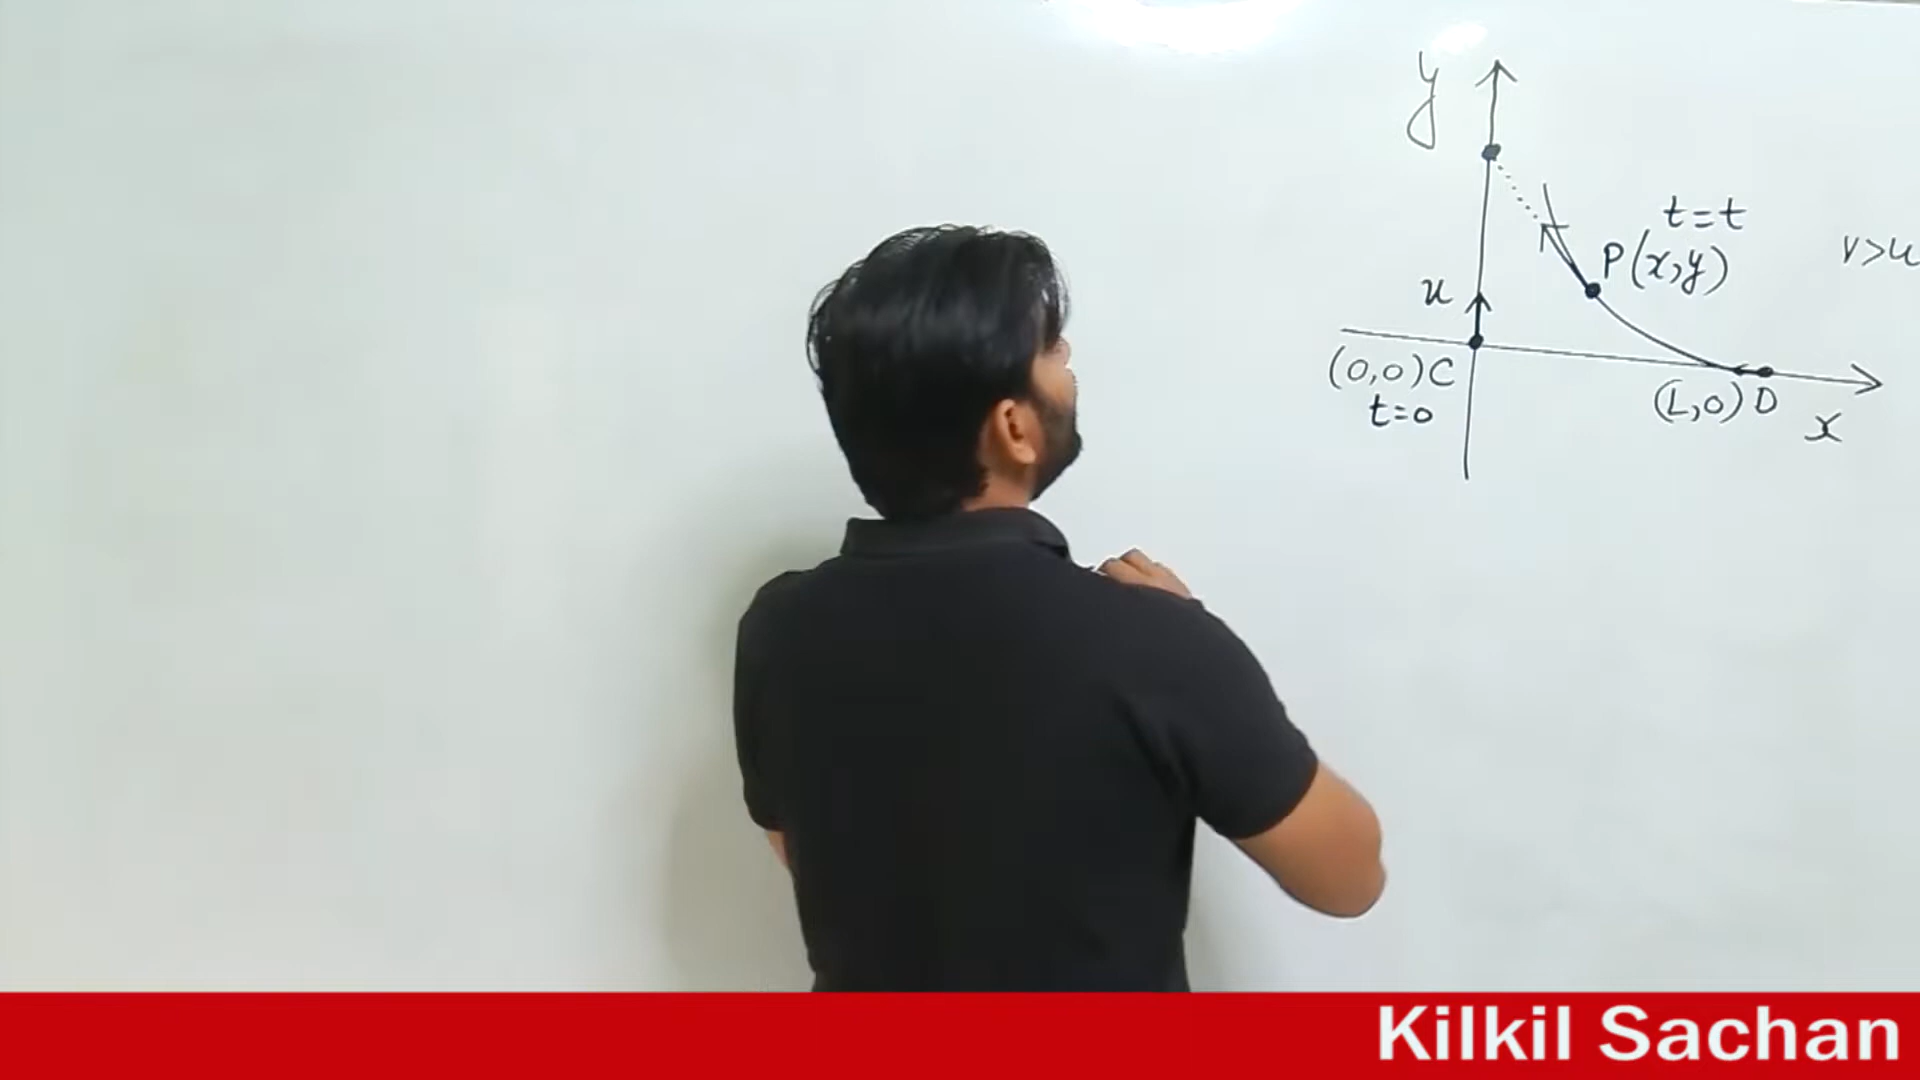 y
t=t
P(x,y)
v>u
u
(0,0)C
t=0
(L,0) D
x
Kilkil Sachan